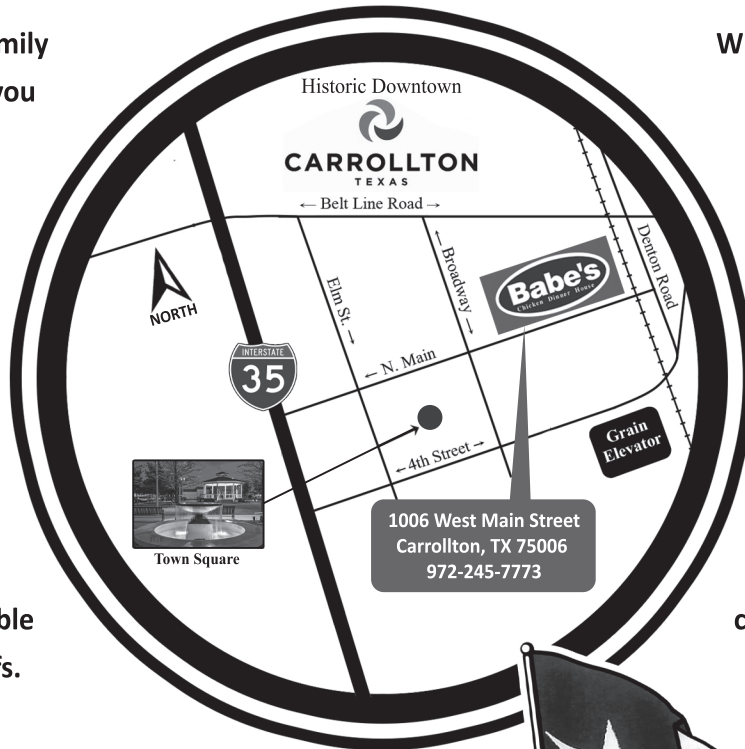 mily
you
W
Historic Downtown
CARROLLTON
TEXAS
← Belt Line Road →
← Broadway →
Denton Road
Elm St. →
Babe's
Chicken Dinner House
NORTH
← N. Main
INTERSTATE
35
← 4th Street →
Grain
Elevator
Town Square
1006 West Main Street
Carrollton, TX 75006
972-245-7773
ble
c
fs.